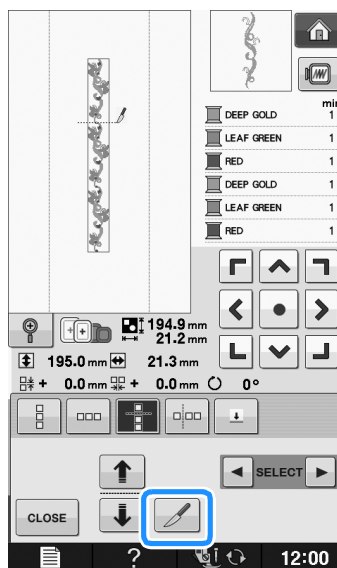 min
DEEP GOLD 1
LEAF GREEN 1
RED 1
DEEP GOLD 1
LEAF GREEN 1
RED 1
194.9 mm
21.2 mm
195.0 mm 21.3 mm
+ 0.0 mm + 0.0 mm 0°
SELECT
CLOSE
? 12:00